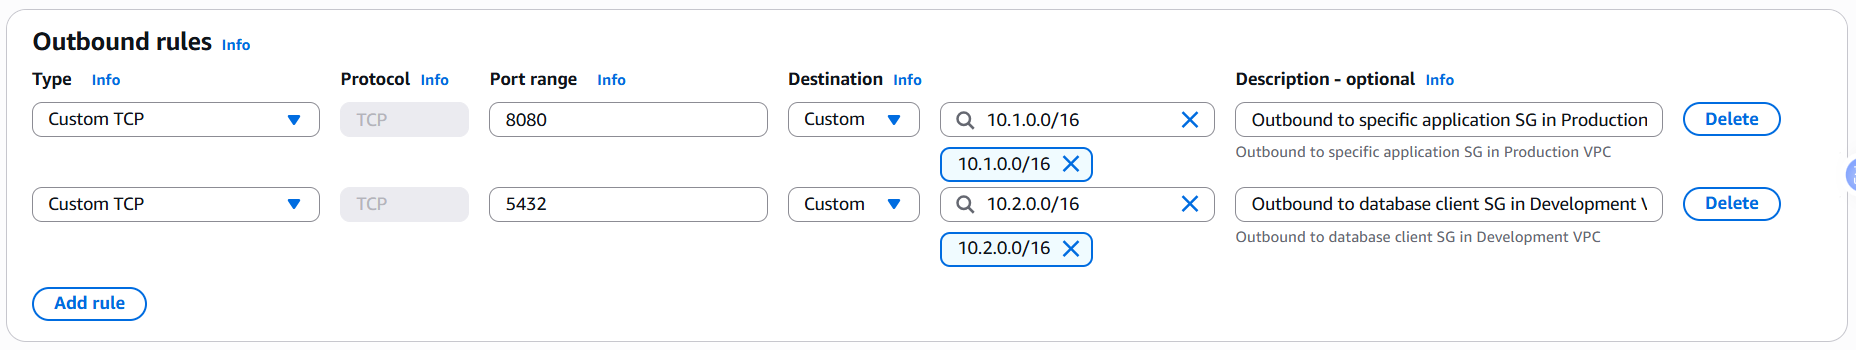 Outbound rules Info
Type Info Protocol Info Port range Info Destination Info Description - optional Info
Custom TCP TCP 8080 Custom 10.1.0.0/16 Outbound to specific application SG in Production Delete
10.1.0.0/16 Outbound to specific application SG in Production VPC
Custom TCP TCP 5432 Custom 10.2.0.0/16 Outbound to database client SG in Development Delete
10.2.0.0/16 Outbound to database client SG in Development VPC
Add rule